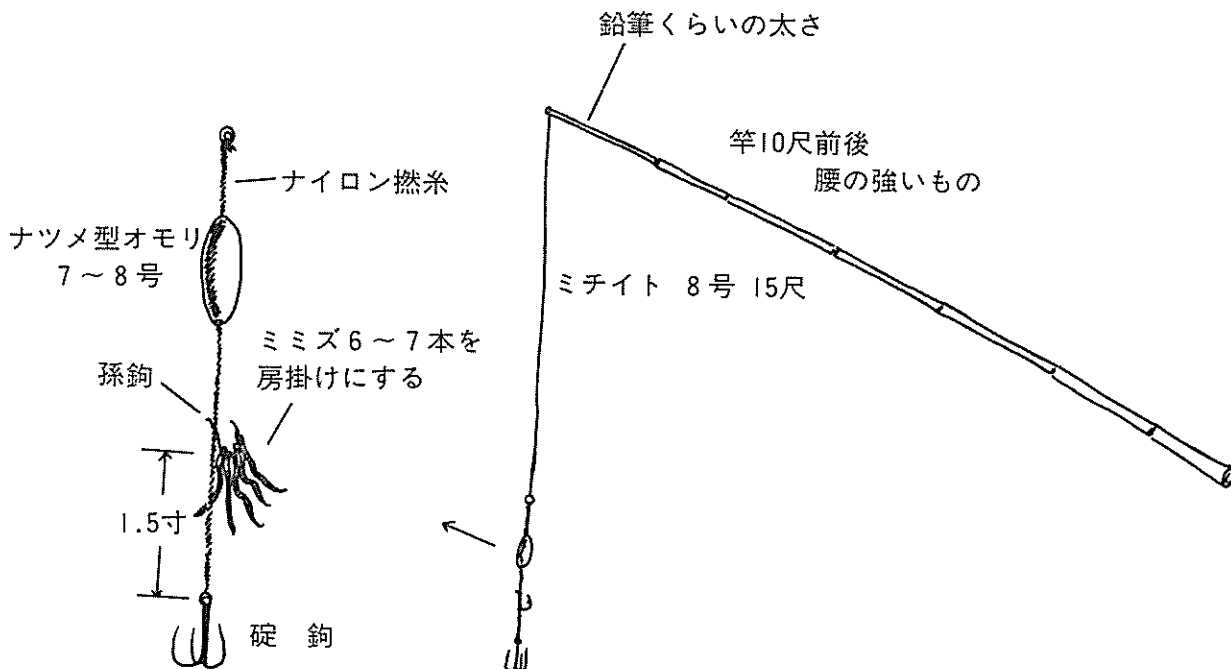 鉛筆くらいの太さ
竿10尺前後
腰の強いもの
ナイロン撚糸
ナツメ型オモリ
7〜8号
ミチイト 8号 15尺
ミミズ6〜7本を
房掛けにする
孫鉤
1.5寸
碇 鉤